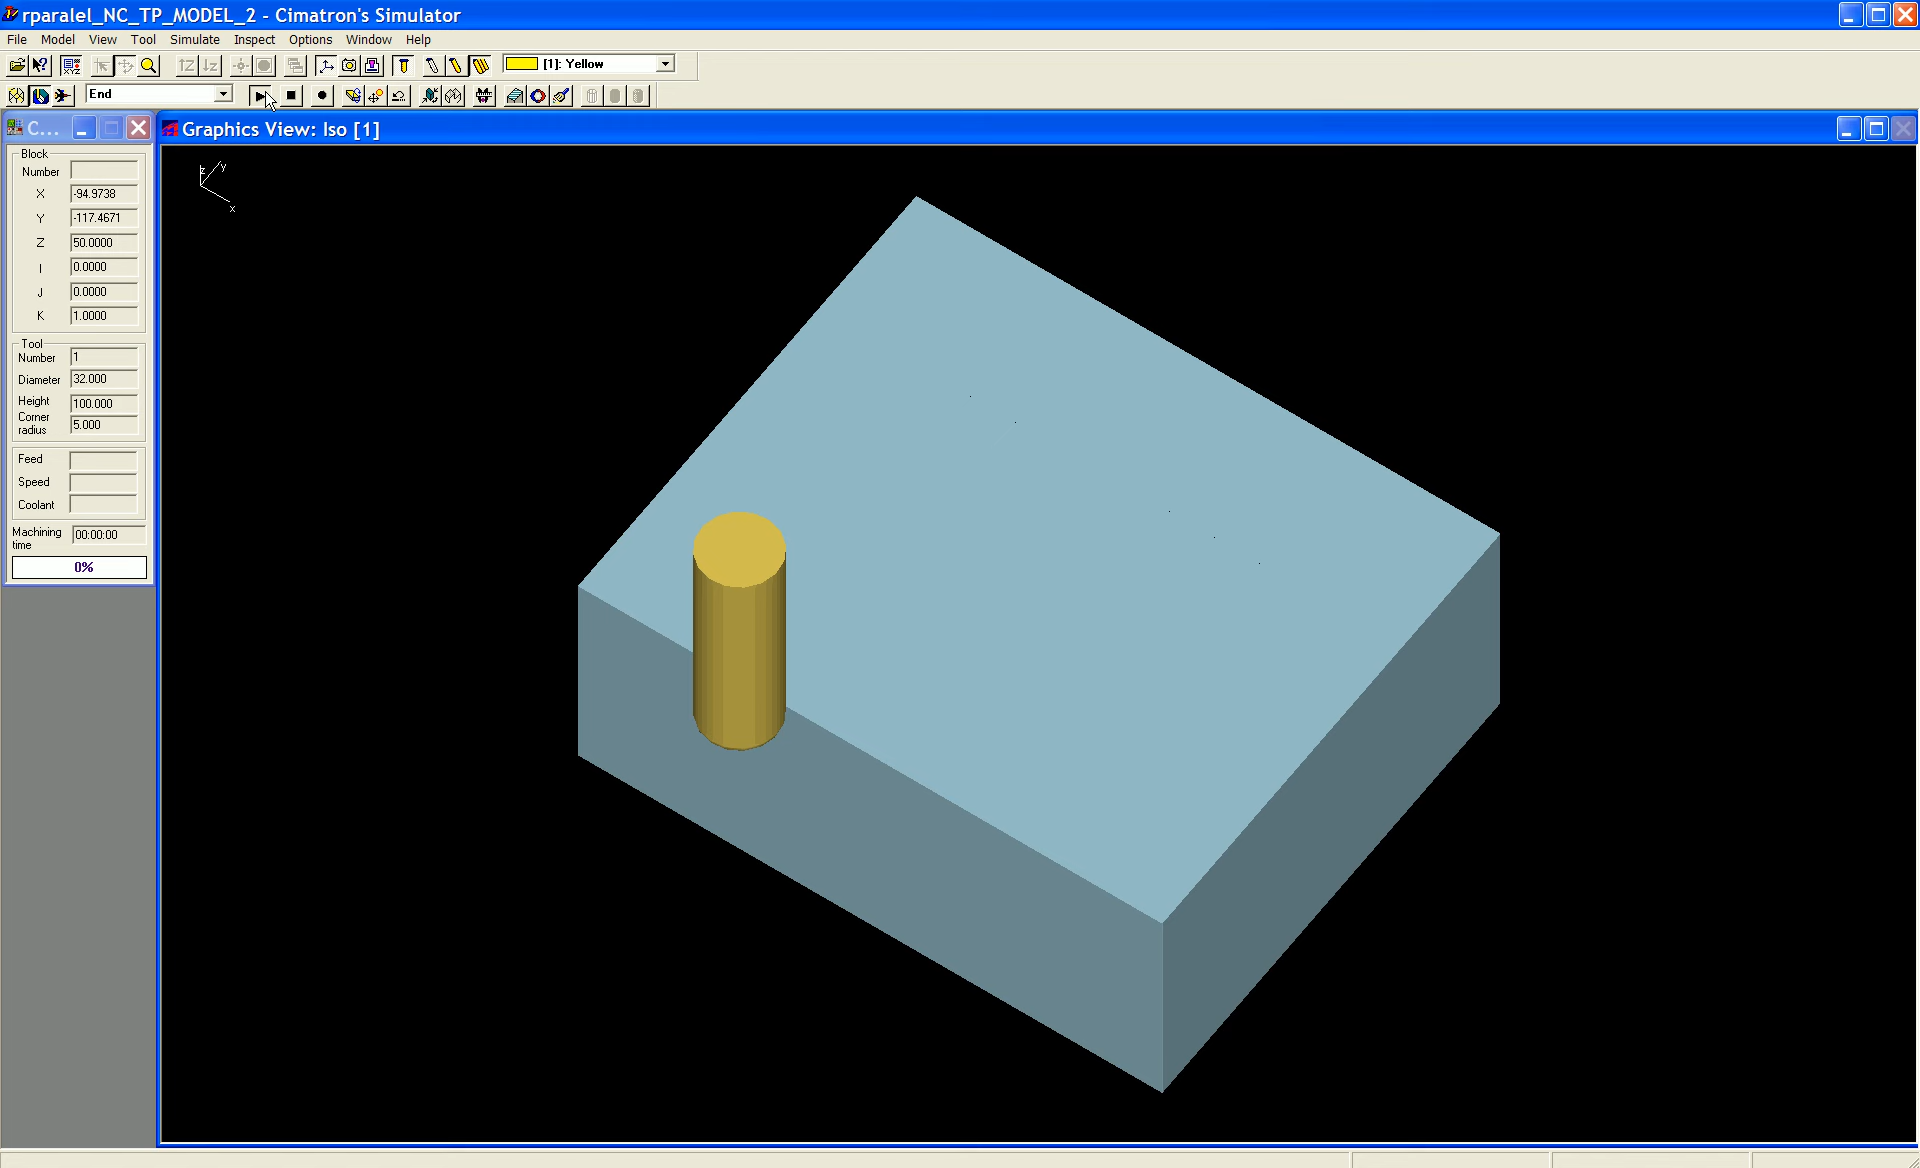 rparalel_NC_TP_MODEL_2 - Cimatron's Simulator
File Model View Tool Simulate Inspect Options Window Help
XYZ
[1]: Yellow
End
C...
Graphics View: Iso [1]
Block
Number
X -94.9738
Y -117.4671
Z 50.0000
I 0.0000
J 0.0000
K 1.0000
Tool
Number 1
Diameter 32.000
Height 100.000
Corner radius 5.000
Feed
Speed
Coolant
Machining time 00:00:00
0%
z y
x